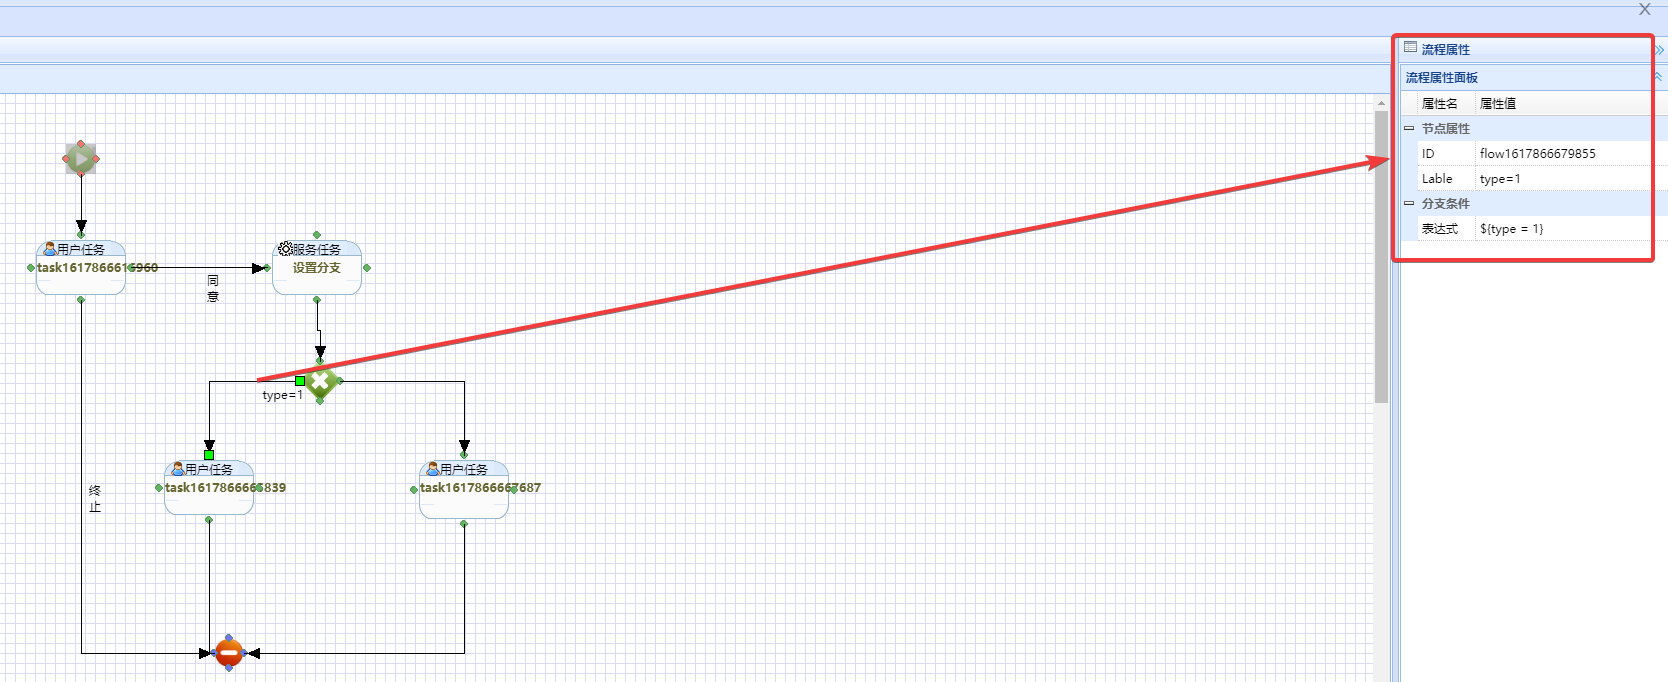 X
流程属性
流程属性面板
属性名 属性值
节点属性
ID flow1617866679855
Lable type=1
分支条件
表达式 ${type = 1}
用户任务
服务任务
设置分支
同
意
type=1
用户任务
用户任务
终
止